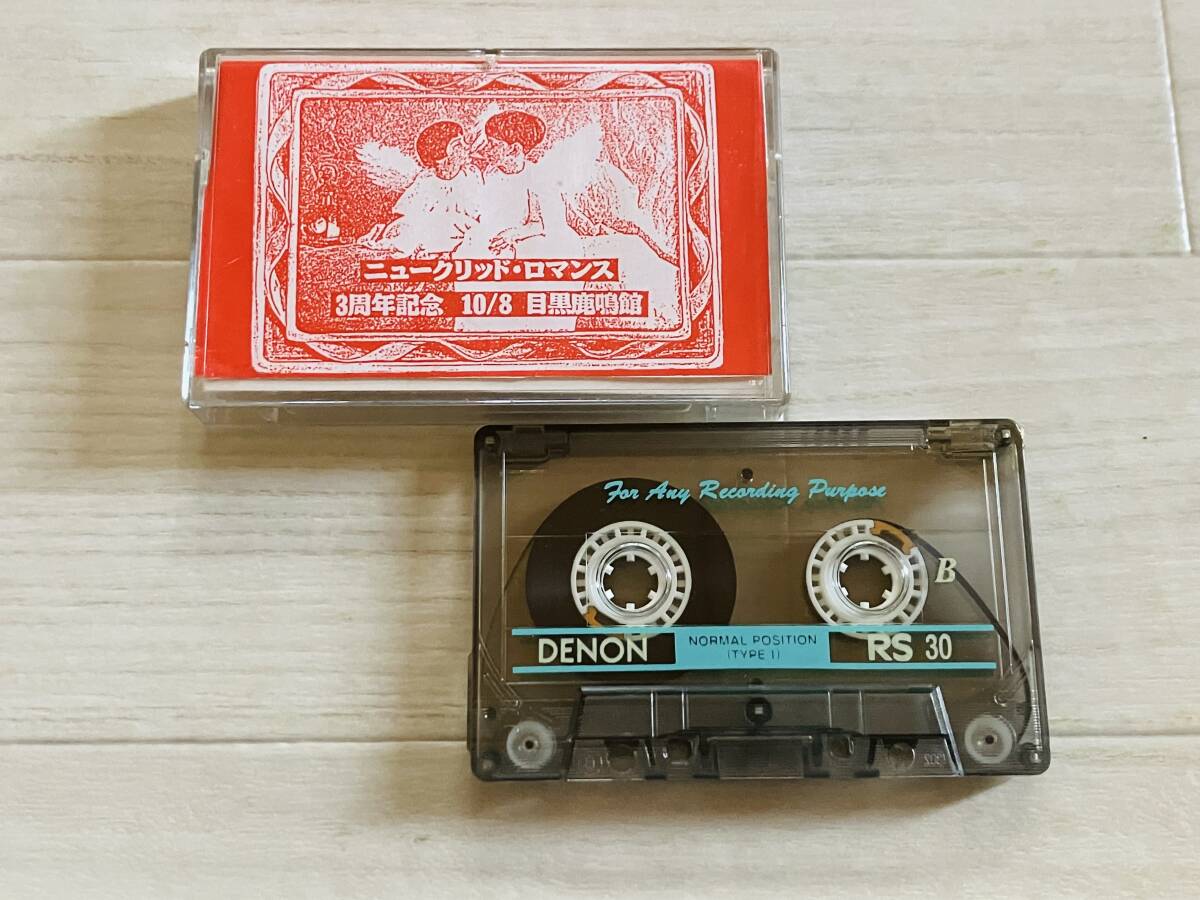 ニュークリッド・ロマンス
3周年記念 10/8 目黒鹿鳴館
For Any Recording Purpose
B
DENON
NORMAL POSITION
(TYPE I)
RS 30